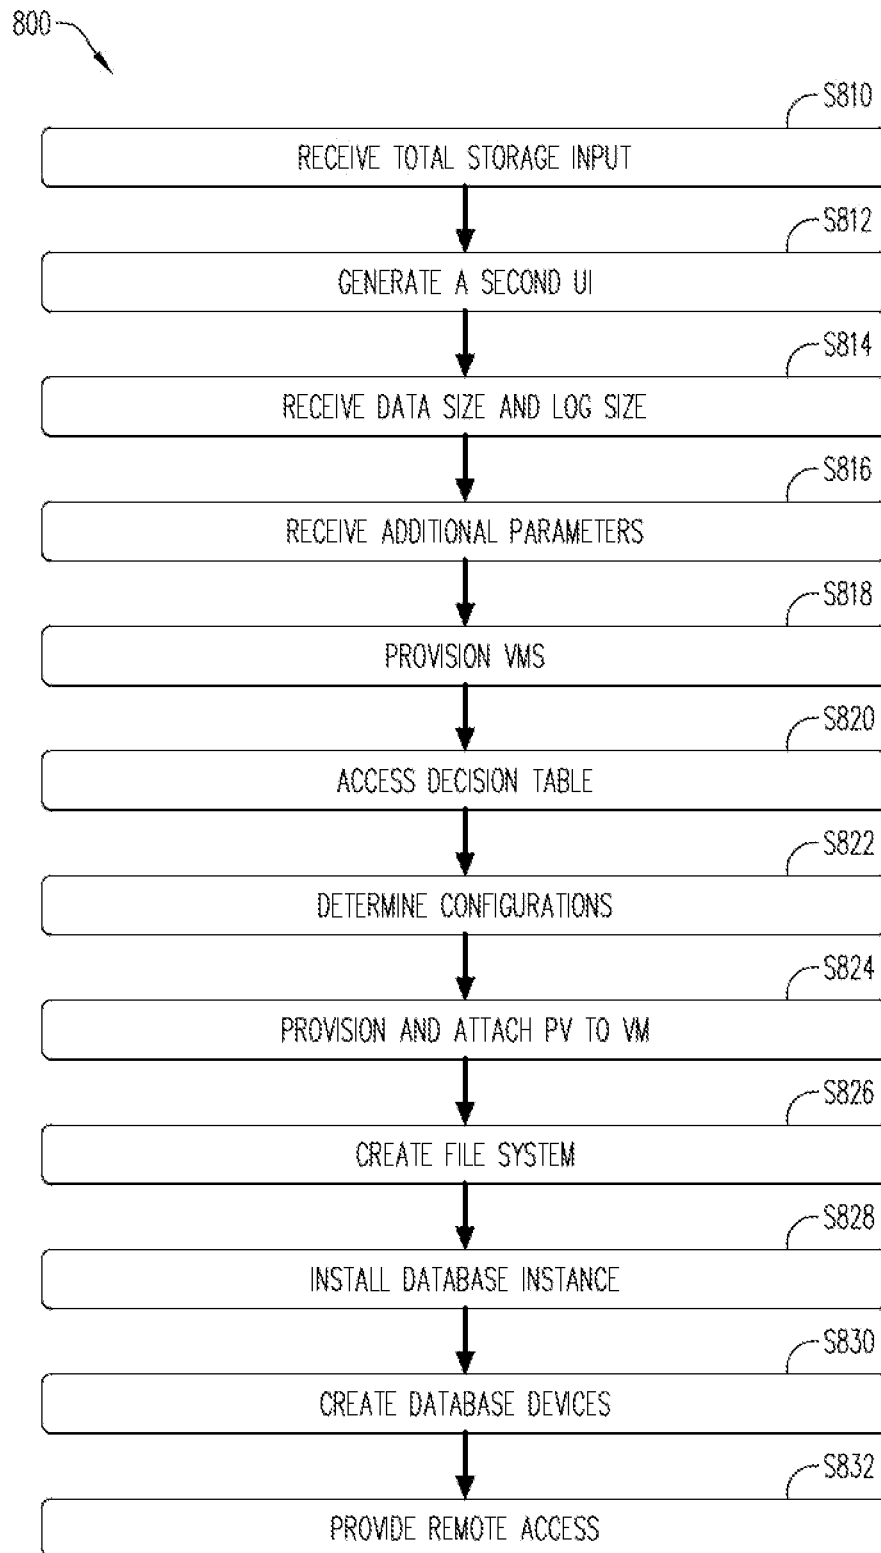 800
S810
RECEIVE TOTAL STORAGE INPUT
S812
GENERATE A SECOND UI
S814
RECEIVE DATA SIZE AND LOG SIZE
S816
RECEIVE ADDITIONAL PARAMETERS
S818
PROVISION VMS
S820
ACCESS DECISION TABLE
S822
DETERMINE CONFIGURATIONS
S824
PROVISION AND ATTACH PV TO VM
S826
CREATE FILE SYSTEM
S828
INSTALL DATABASE INSTANCE
S830
CREATE DATABASE DEVICES
S832
PROVIDE REMOTE ACCESS